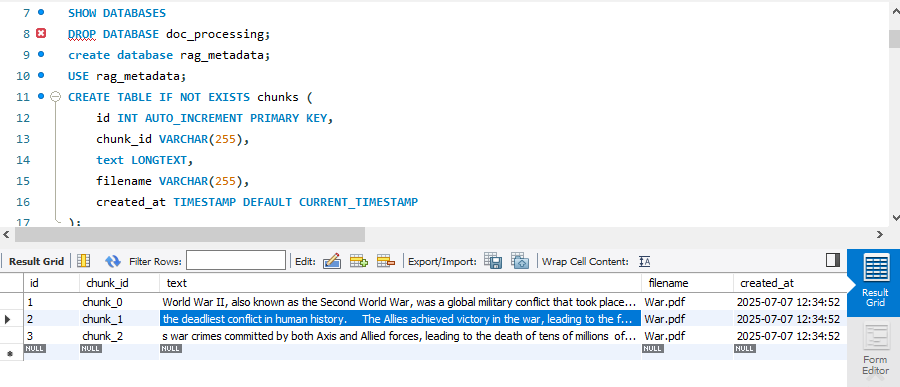 7 SHOW DATABASES
8 DROP DATABASE doc_processing;
9 create database rag_metadata;
10 USE rag_metadata;
11 CREATE TABLE IF NOT EXISTS chunks (
12 id INT AUTO_INCREMENT PRIMARY KEY,
13 chunk_id VARCHAR(255),
14 text LONGTEXT,
15 filename VARCHAR(255),
16 created_at TIMESTAMP DEFAULT CURRENT_TIMESTAMP
17 );
Result Grid Filter Rows: Edit: Export/Import: Wrap Cell Content:
id chunk_id text filename created_at
1 chunk_0 World War II, also known as the Second World War, was a global military conflict that took place... War.pdf 2025-07-07 12:34:52
2 chunk_1 the deadliest conflict in human history. The Allies achieved victory in the war, leading to the f... War.pdf 2025-07-07 12:34:52
3 chunk_2 s war crimes committed by both Axis and Allied forces, leading to the death of tens of millions of... War.pdf 2025-07-07 12:34:52
NULL NULL NULL NULL NULL
Result
Grid
Form
Editor